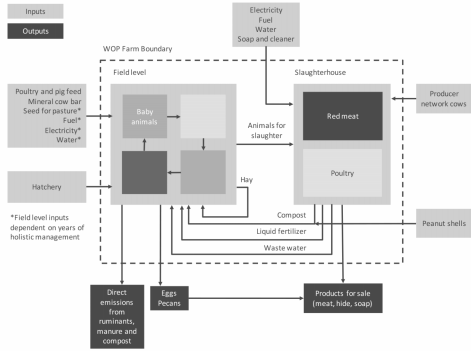 Inputs
Outputs
Electricity
Fuel
Water
Soap and cleaner
WOP Farm Boundary
Field level
Slaughterhouse
Poultry and pig feed
Mineral cow bar
Seed for pasture*
Fuel*
Electricity*
Water*
Baby
animals
Red meat
Producer
network cows
Animals for
slaughter
Poultry
Hatchery
Hay
Compost
Peanut shells
Liquid fertilizer
Waste water
*Field level inputs
dependent on years of
holistic management
Direct
emissions
from
ruminants,
manure and
compost
Eggs
Pecans
Products for sale
(meat, hide, soap)